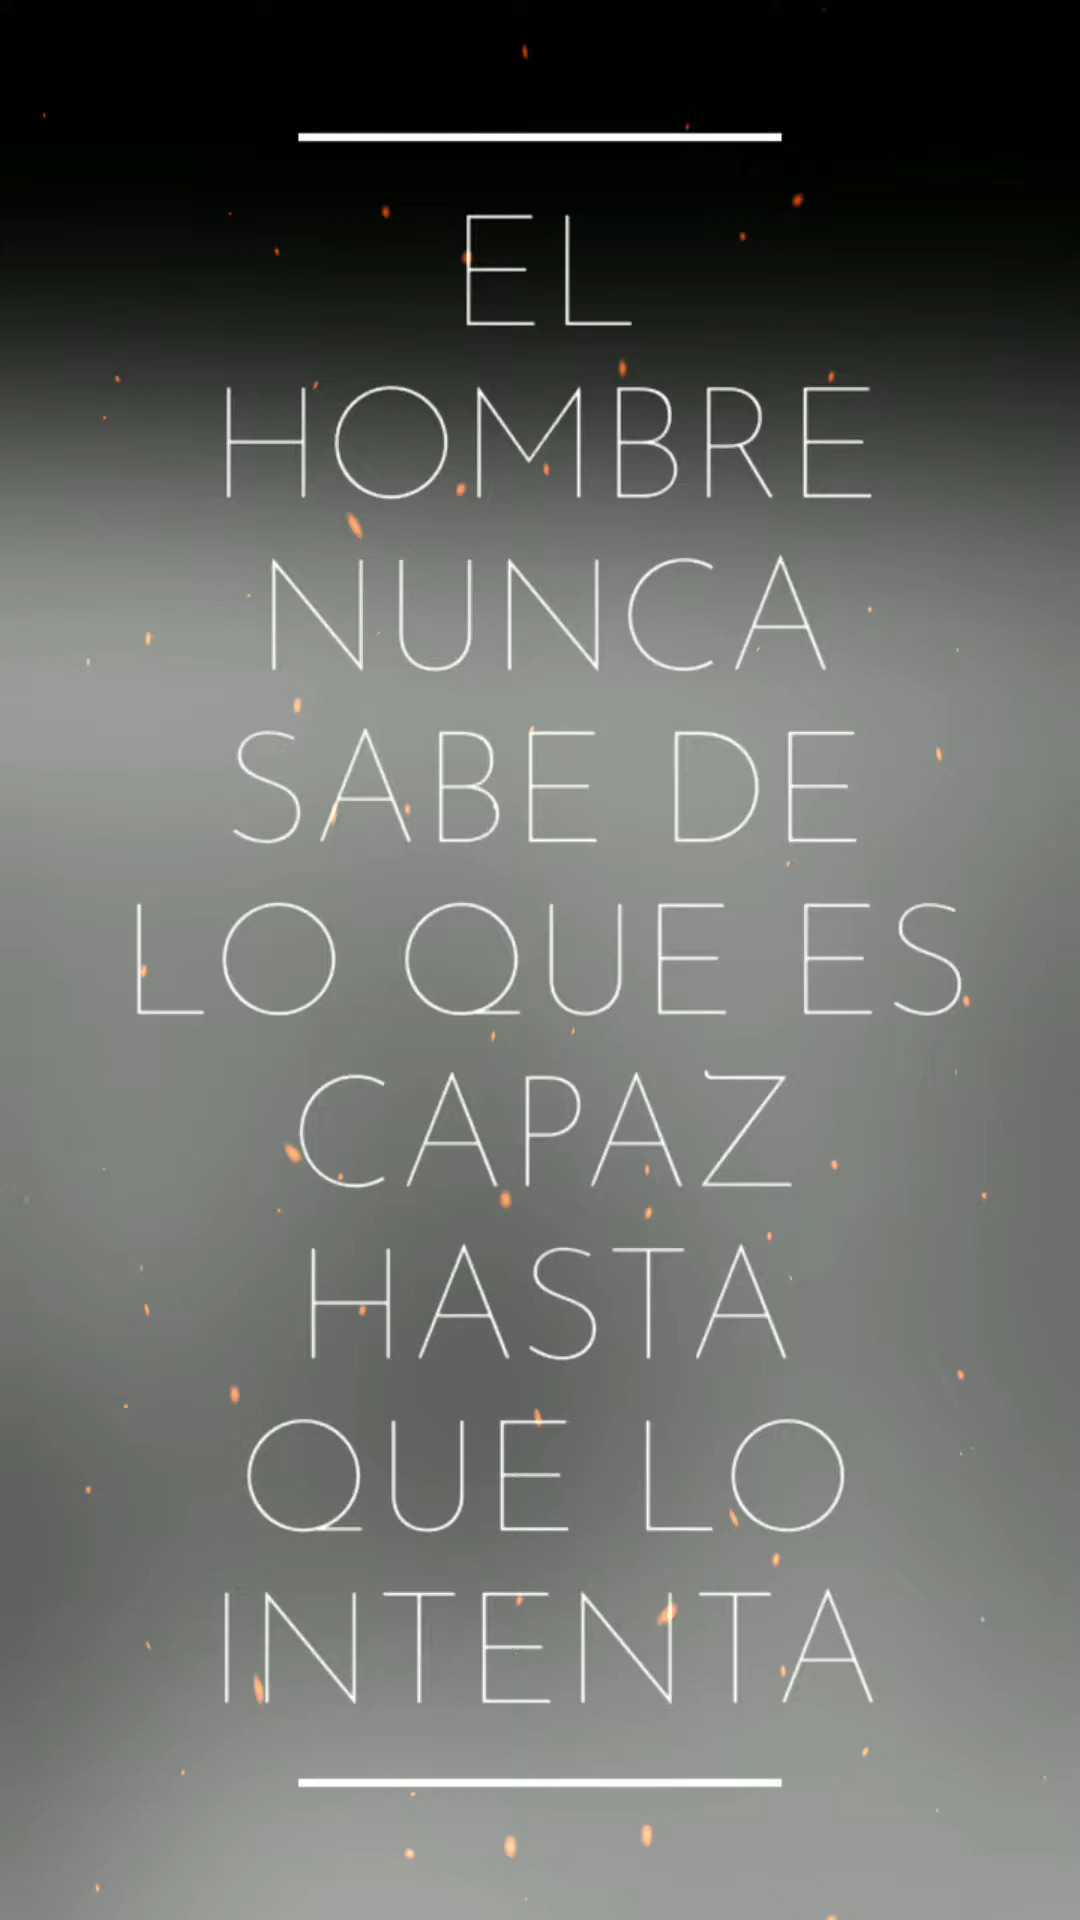 EL
HOMBRE
NUNCA
SABE DE
LO QUE ES
CAPAZ
HASTA
QUE LO
INTENTA